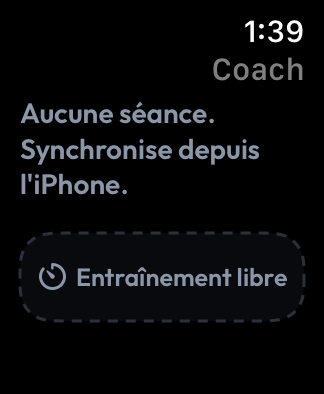 1:39
Coach
Aucune séance.
Synchronise depuis
l'iPhone.
Entraînement libre